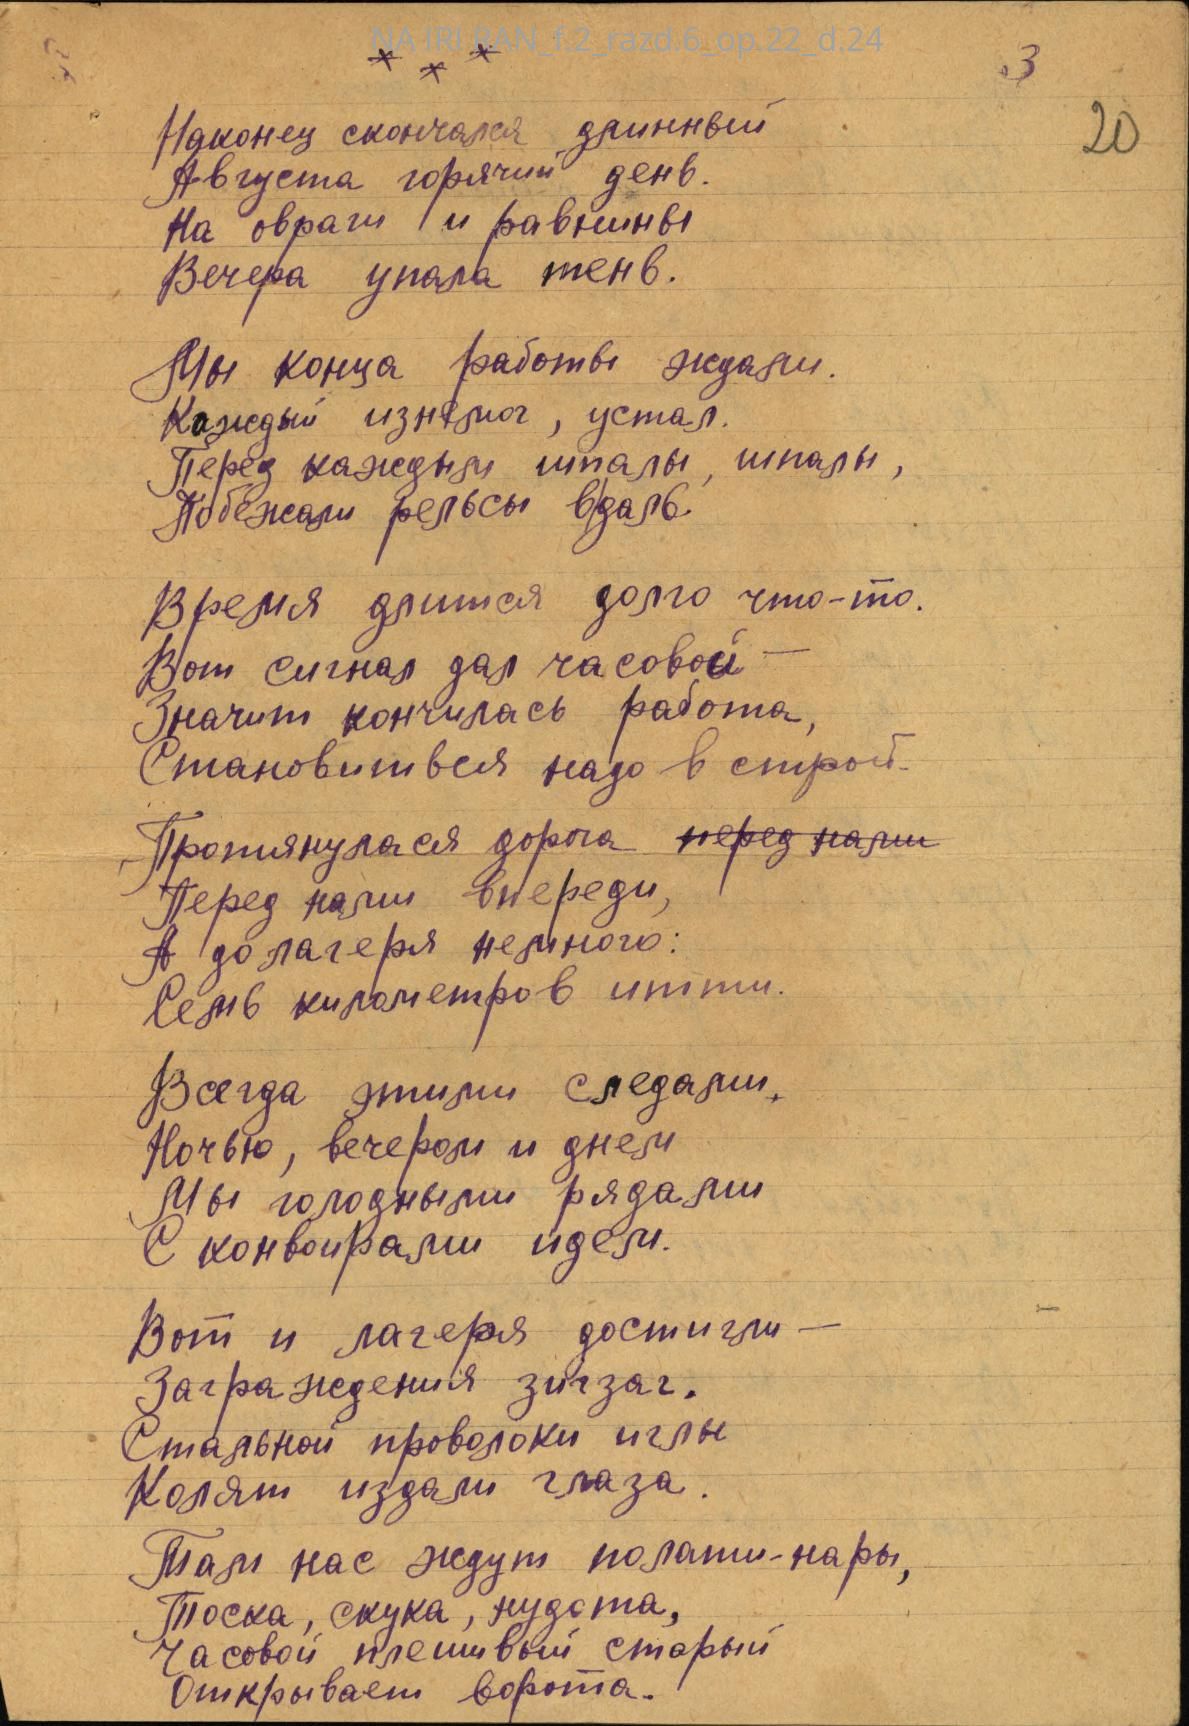 NA IRI RAN_f.2_razd.6_op.22_d.24
* * *
3
20
Наконец скончался длинный
Августа горячий день.
На овраги и равнины
Вечера упала тень.
Мы конца работы ждали.
Каждый изнемог, устал.
Перед каждым шпалы, шпалы,
Побежали рельсы вдаль.
Время длится долго что-то.
Вот сигнал дал часовой —
Значит кончилась работа,
Становиться надо в строй.
Протянулася дорога перед нами
Перед нами впереди,
А до лагеря немного:
Семь километров итти.
Всегда этими следами,
Ночью, вечером и днем
Мы голодными рядами
С конвоирами идем.
Вот и лагеря достигли —
Заграждения зигзаг.
Стальной проволоки иглы
Колят издали глаза.
Там нас ждут полати-нары,
Тоска, скука, нудота,
Часовой плешивый старый
Открывает ворота.